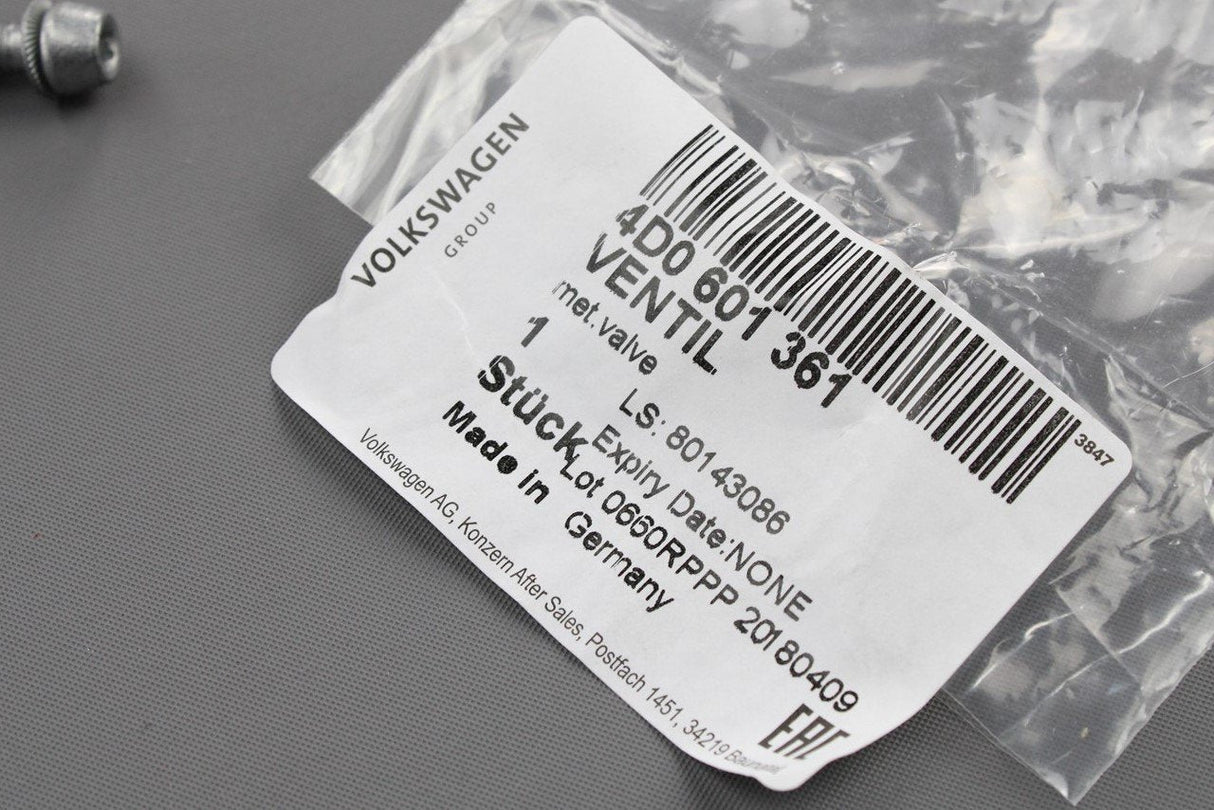 VOLKSWAGEN
GROUP
3847
4D0 601 361
VENTIL
met.valve
1
Stück
LS: 80143086
Expiry Date:NONE
Lot 0660RPPP 20180409
Made in Germany
EAC
Volkswagen AG, Konzern After Sales, Postfach 1451, 34219